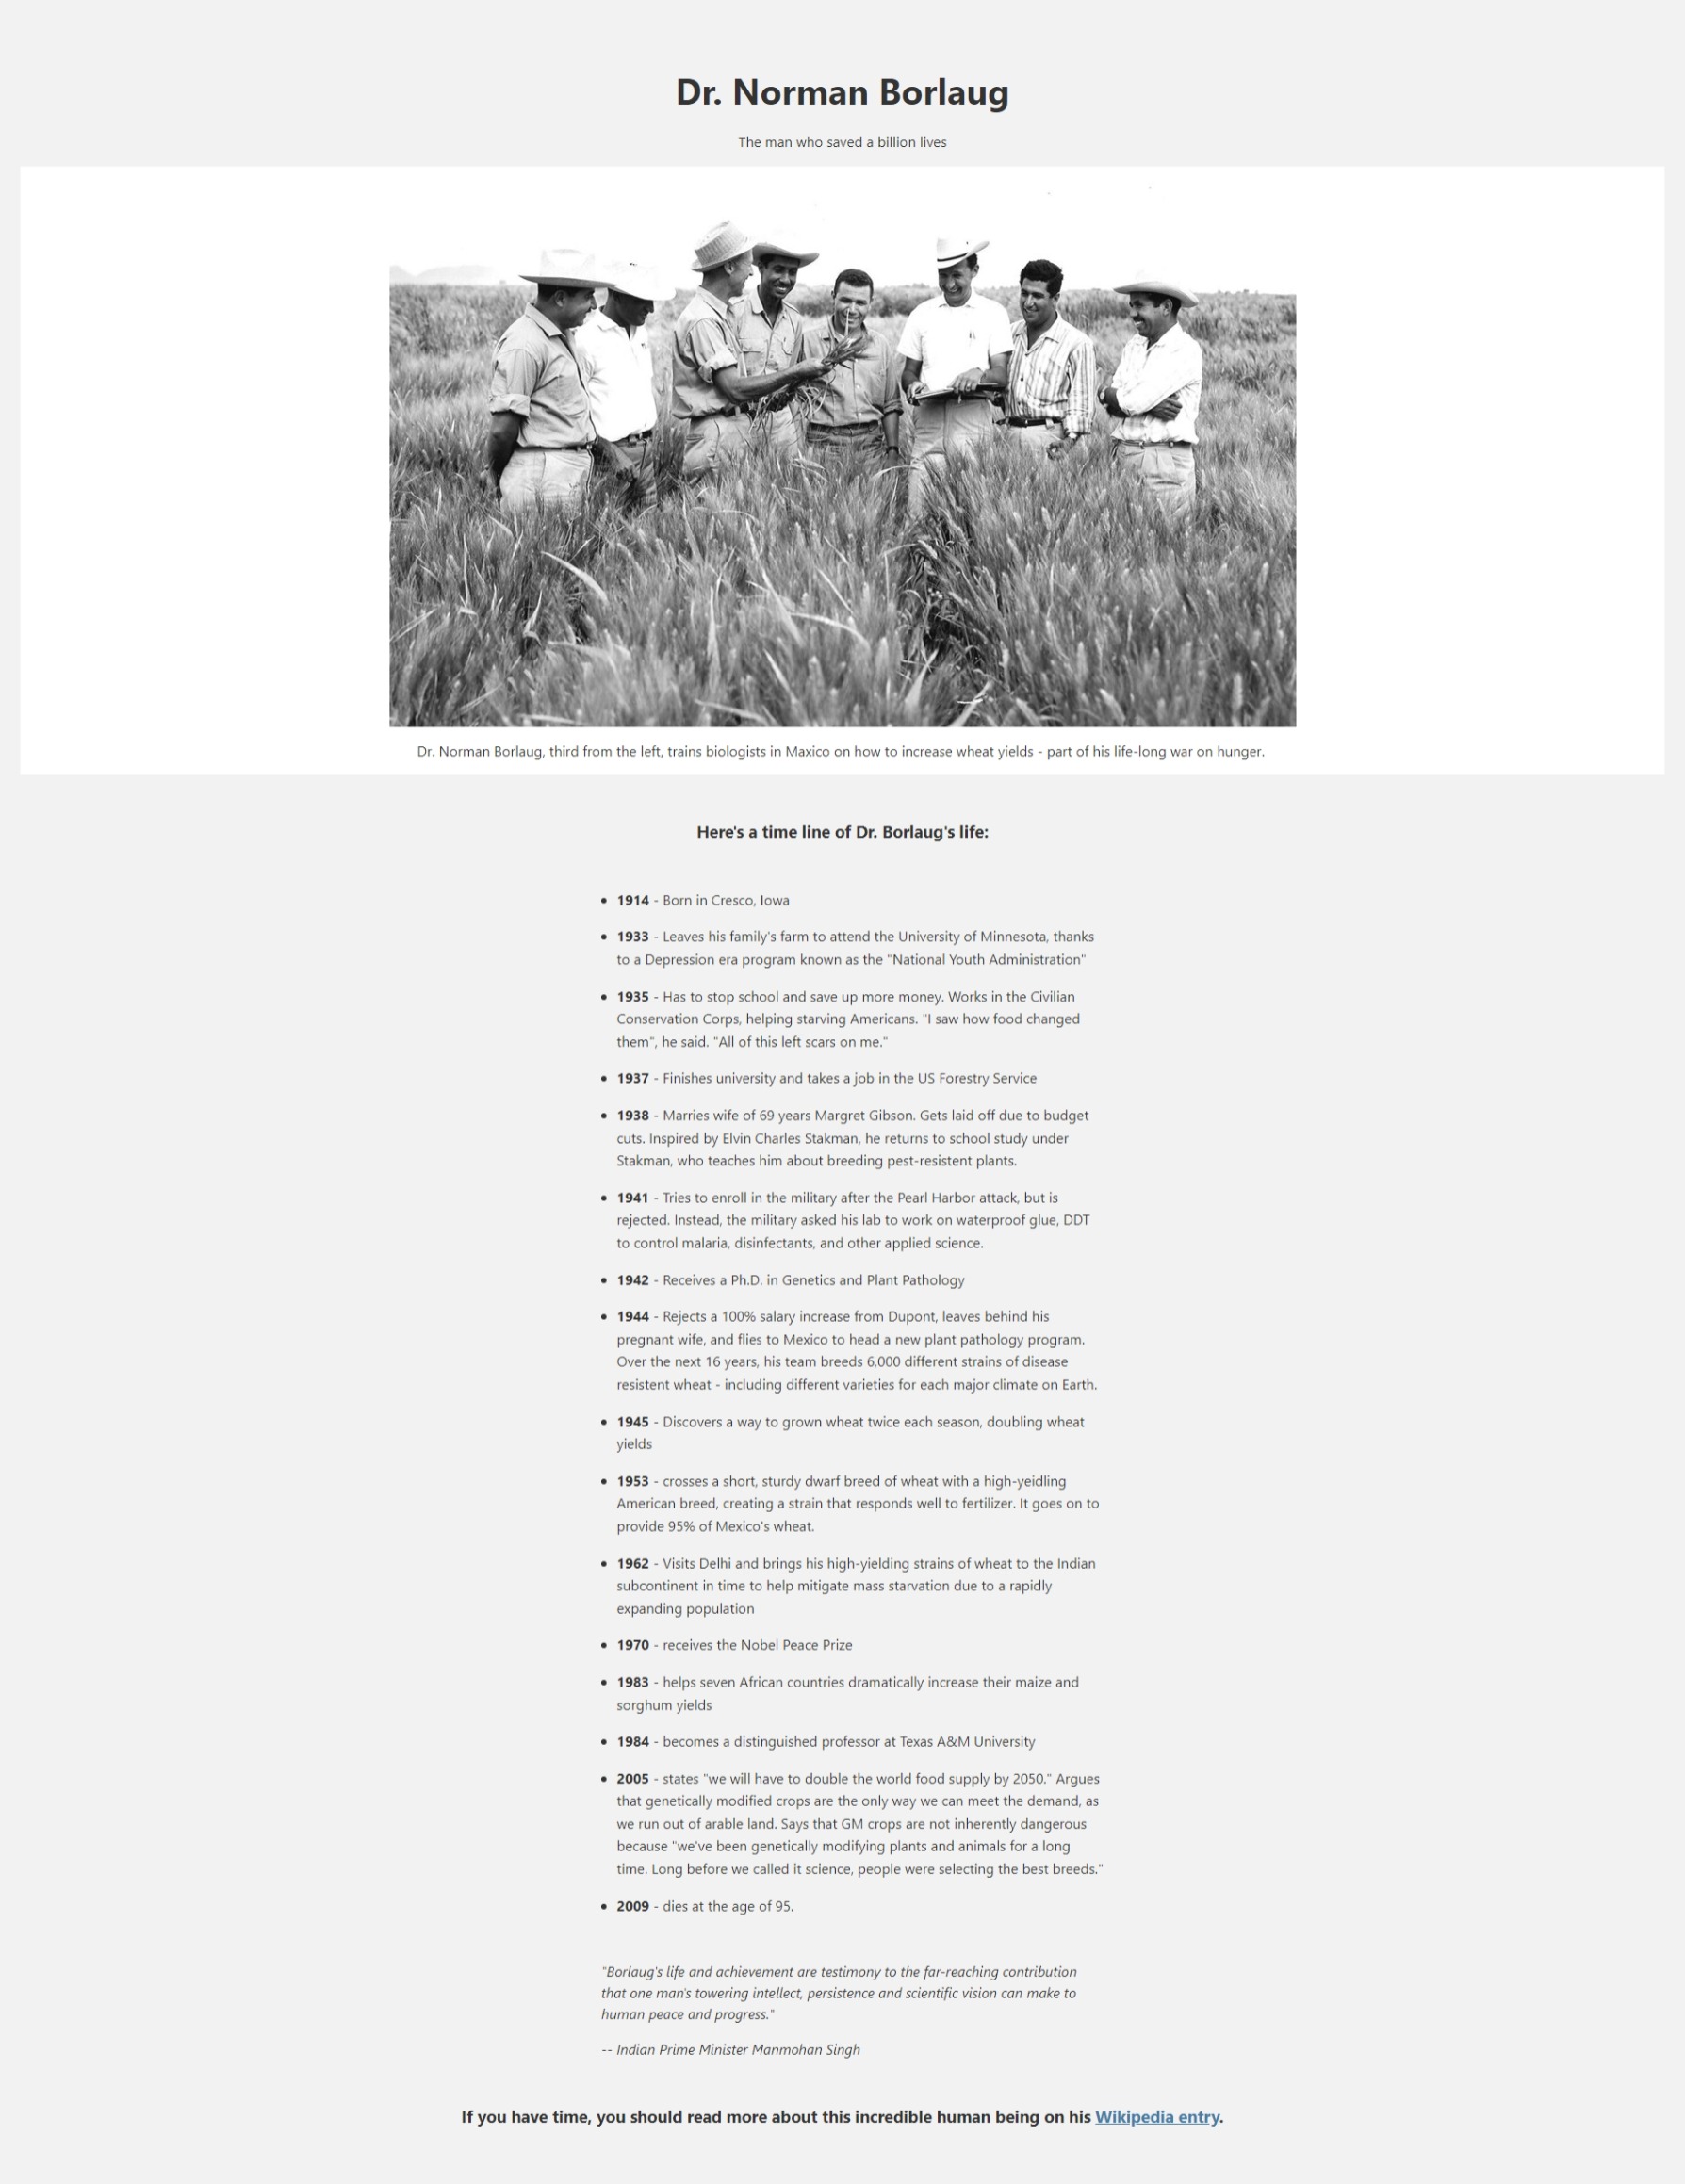 Dr. Norman Borlaug
The man who saved a billion lives
Dr. Norman Borlaug, third from the left, trains biologists in Maxico on how to increase wheat yields - part of his life-long war on hunger.
Here's a time line of Dr. Borlaug's life:
• 1914 - Born in Cresco, Iowa
• 1933 - Leaves his family's farm to attend the University of Minnesota, thanks
to a Depression era program known as the "National Youth Administration"
• 1935 - Has to stop school and save up more money. Works in the Civilian
Conservation Corps, helping starving Americans. "I saw how food changed
them", he said. "All of this left scars on me."
• 1937 - Finishes university and takes a job in the US Forestry Service
• 1938 - Marries wife of 69 years Margret Gibson. Gets laid off due to budget
cuts. Inspired by Elvin Charles Stakman, he returns to school study under
Stakman, who teaches him about breeding pest-resistent plants.
• 1941 - Tries to enroll in the military after the Pearl Harbor attack, but is
rejected. Instead, the military asked his lab to work on waterproof glue, DDT
to control malaria, disinfectants, and other applied science.
• 1942 - Receives a Ph.D. in Genetics and Plant Pathology
• 1944 - Rejects a 100% salary increase from Dupont, leaves behind his
pregnant wife, and flies to Mexico to head a new plant pathology program.
Over the next 16 years, his team breeds 6,000 different strains of disease
resistent wheat - including different varieties for each major climate on Earth.
• 1945 - Discovers a way to grown wheat twice each season, doubling wheat
yields
• 1953 - crosses a short, sturdy dwarf breed of wheat with a high-yeidling
American breed, creating a strain that responds well to fertilizer. It goes on to
provide 95% of Mexico's wheat.
• 1962 - Visits Delhi and brings his high-yielding strains of wheat to the Indian
subcontinent in time to help mitigate mass starvation due to a rapidly
expanding population
• 1970 - receives the Nobel Peace Prize
• 1983 - helps seven African countries dramatically increase their maize and
sorghum yields
• 1984 - becomes a distinguished professor at Texas A&M University
• 2005 - states "we will have to double the world food supply by 2050." Argues
that genetically modified crops are the only way we can meet the demand, as
we run out of arable land. Says that GM crops are not inherently dangerous
because "we've been genetically modifying plants and animals for a long
time. Long before we called it science, people were selecting the best breeds."
• 2009 - dies at the age of 95.
"Borlaug's life and achievement are testimony to the far-reaching contribution
that one man's towering intellect, persistence and scientific vision can make to
human peace and progress."
-- Indian Prime Minister Manmohan Singh
If you have time, you should read more about this incredible human being on his Wikipedia entry.